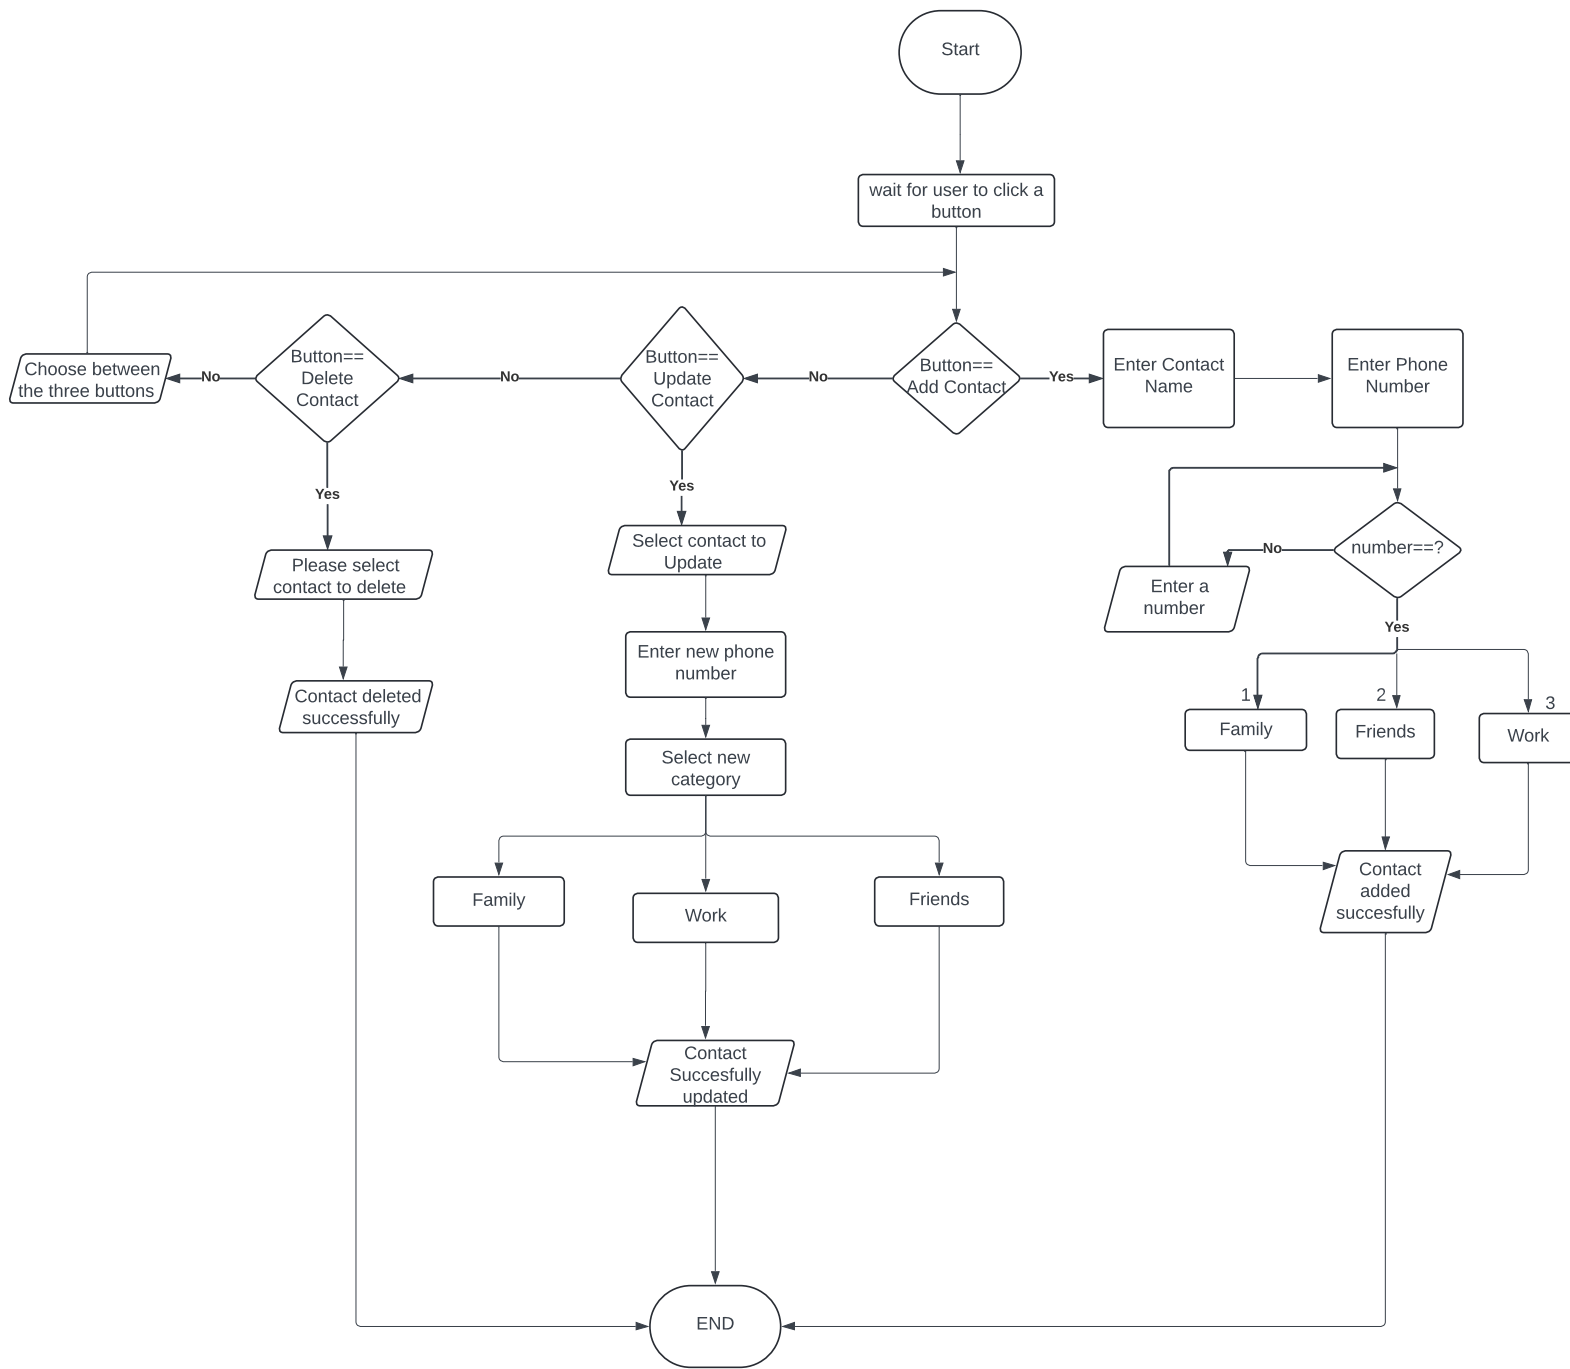 Start
wait for user to click a
button
Choose between
the three buttons
No
Button==
Delete
Contact
No
Button==
Update
Contact
No
Button==
Add Contact
Yes
Enter Contact
Name
Enter Phone
Number
Yes
Please select
contact to delete
Contact deleted
successfully
Yes
Select contact to
Update
Enter new phone
number
Select new
category
Family
Work
Friends
Contact
Succesfully
updated
number==?
No
Enter a
number
Yes
1
2
3
Family
Friends
Work
Contact
added
succesfully
END